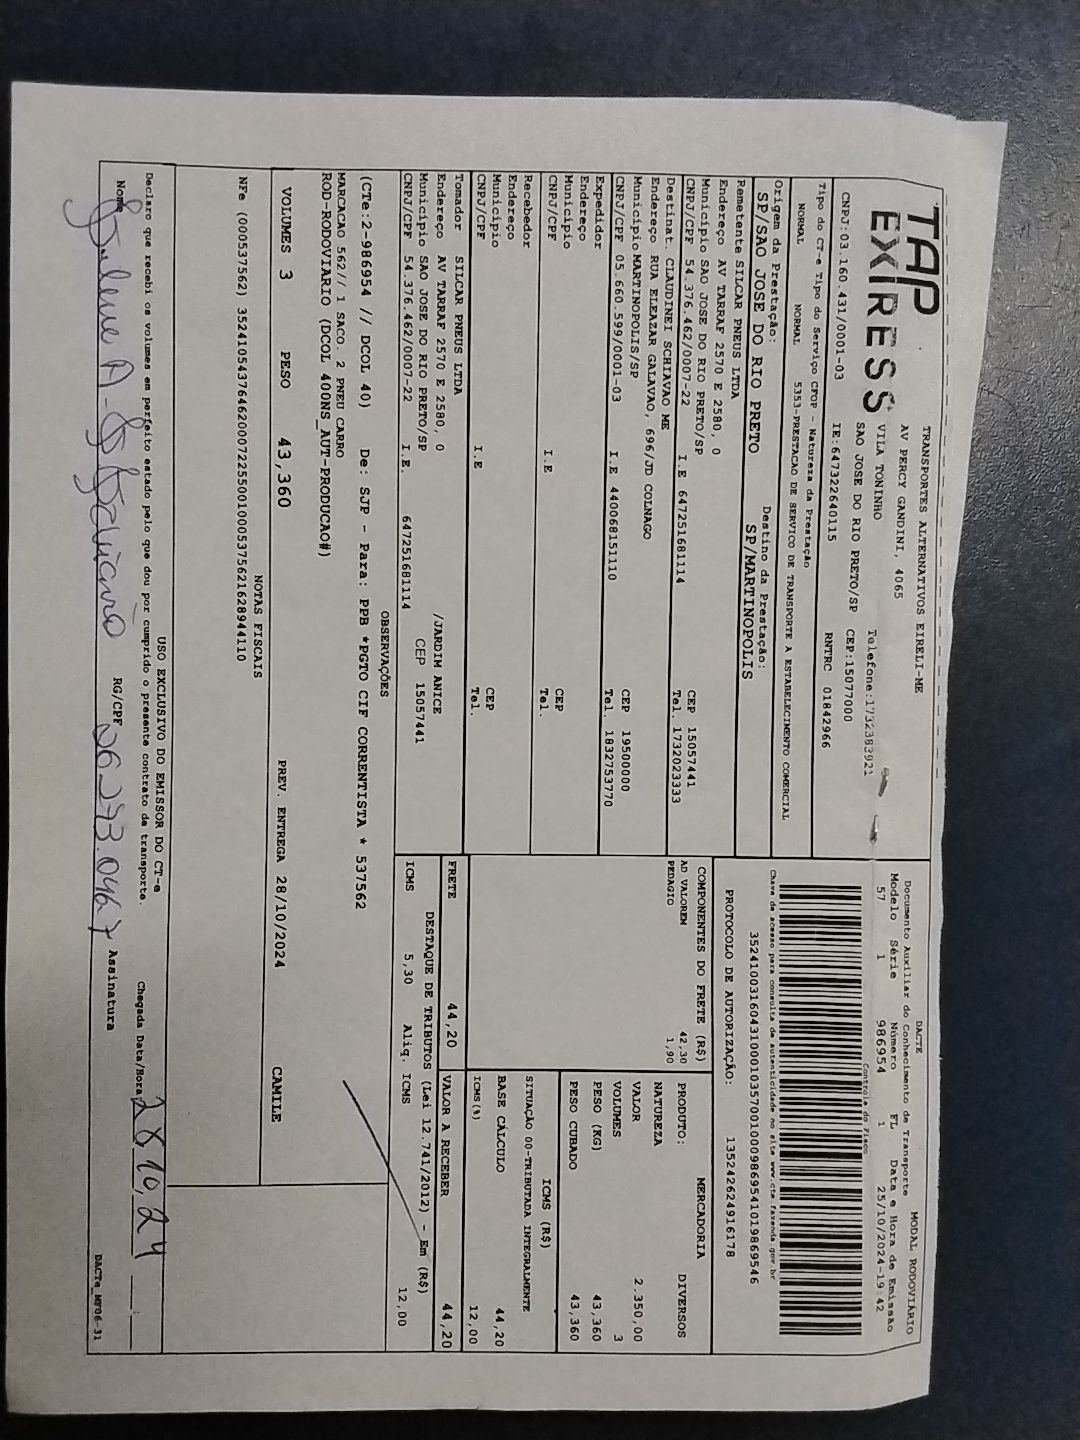 TAP
EXIRESS
TRANSPORTES ALTERNATIVOS EIRELI-ME
AV PERCY GANDINI, 4065
VILA TONINHO Telefone:1732383921
SAO JOSE DO RIO PRETO/SP CEP:15077000
CNPJ:03.160.431/0001-03 IE:647322640115 RNTRC 01842966
Tipo do CT-e Tipo do Serviço CFOP - Natureza da Prestação
NORMAL NORMAL 5353-PRESTACAO DE SERVICO DE TRANSPORTE A ESTABELECIMENTO COMERCIAL
Origem da Prestação: Destino da Prestação:
SP/SAO JOSE DO RIO PRETO SP/MARTINOPOLIS
Remetente SILCAR PNEUS LTDA
Endereço AV TARRAF 2570 E 2580, 0
Municipio SAO JOSE DO RIO PRETO/SP CEP 15057441
CNPJ/CPF 54.376.462/0007-22 I.E 647251681114 Tel. 1732023333
Destinat. CLAUDINEI SCHIAVAO ME
Endereço RUA ELEAZAR GALAVAO, 696/JD COLNAGO
Municipio MARTINOPOLIS/SP CEP 19500000
CNPJ/CPF 05.660.599/0001-03 I.E 440068151110 Tel. 1832753770
Expedidor
Endereço
Municipio CEP
CNPJ/CPF I.E Tel.
Recebedor
Endereço
Municipio CEP
CNPJ/CPF I.E Tel.
Tomador SILCAR PNEUS LTDA
Endereço AV TARRAF 2570 E 2580, 0 /JARDIM ANICE
Municipio SAO JOSE DO RIO PRETO/SP CEP 15057441
CNPJ/CPF 54.376.462/0007-22 I.E. 647251681114
DACTE MODAL RODOVIÁRIO
Documento Auxiliar do Conhecimento de Transporte
Modelo Série Número FL Data e Hora de Emissão
57 1 986954 1 25/10/2024-19:42
Controle do Fisco
Chave de acesso para consulta de autenticidade no site www.cte.fazenda.gov.br
35241003160431000103570010009869541019869546
PROTOCOLO DE AUTORIZAÇÃO: 135242624916178
COMPONENTES DO FRETE (R$)
AD VALOREM 42,30
PEDAGIO 1,90
FRETE 44,20
MERCADORIA
PRODUTO: DIVERSOS
NATUREZA
VALOR 2.350,00
VOLUMES 3
PESO (KG) 43,360
PESO CUBADO 43,360
ICMS (R$)
SITUAÇÃO 00-TRIBUTADA INTEGRALMENTE
BASE CÁLCULO 44,20
ICMS(%) 12,00
VALOR A RECEBER 44,20
DESTAQUE DE TRIBUTOS (Lei 12.741/2012) - Em (R$)
ICMS 5,30 Aliq. ICMS 12,00
OBSERVAÇÕES
(CTe:2-986954 // DCOL 40) De: SJP - Para: PPB *PGTO CIF CORRENTISTA * 537562
MARCACAO 562// 1 SACO. 2 PNEU CARRO
ROD-RODOVIARIO (DCOL 400NS_AUT-PRODUCAO#)
VOLUMES 3 PESO 43,360 PREV. ENTREGA 28/10/2024 CAMILE
NOTAS FISCAIS
NFe (000537562) 35241054376462000722550010005375621628944110
USO EXCLUSIVO DO EMISSOR DO CT-e
Declaro que recebi os volumes em perfeito estado pelo que dou por cumprido o presente contrato de transporte. Chegada Data/Hora 28/10/24 __:__
Nome RG/CPF 26273.0467 Assinatura
DACTe_MT06-31